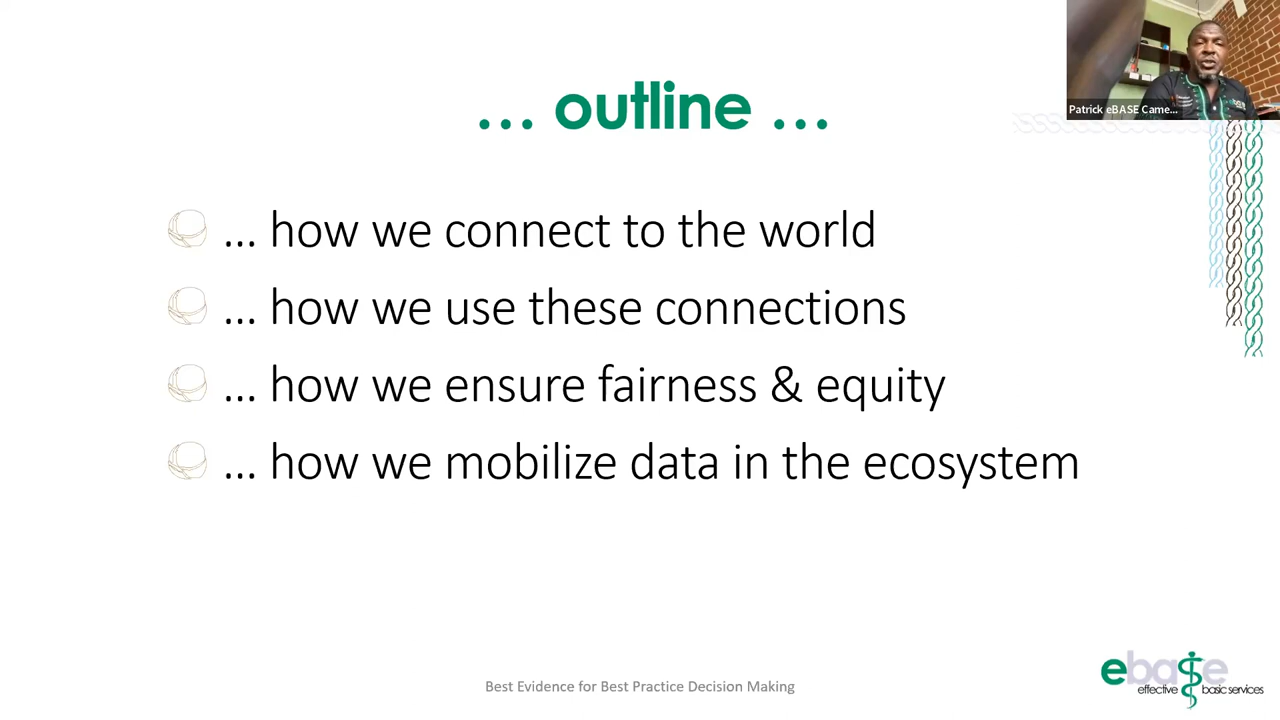 Patrick eBASE Came...
... outline ...
... how we connect to the world
... how we use these connections
... how we ensure fairness & equity
... how we mobilize data in the ecosystem
Best Evidence for Best Practice Decision Making
ebase
effective basic services